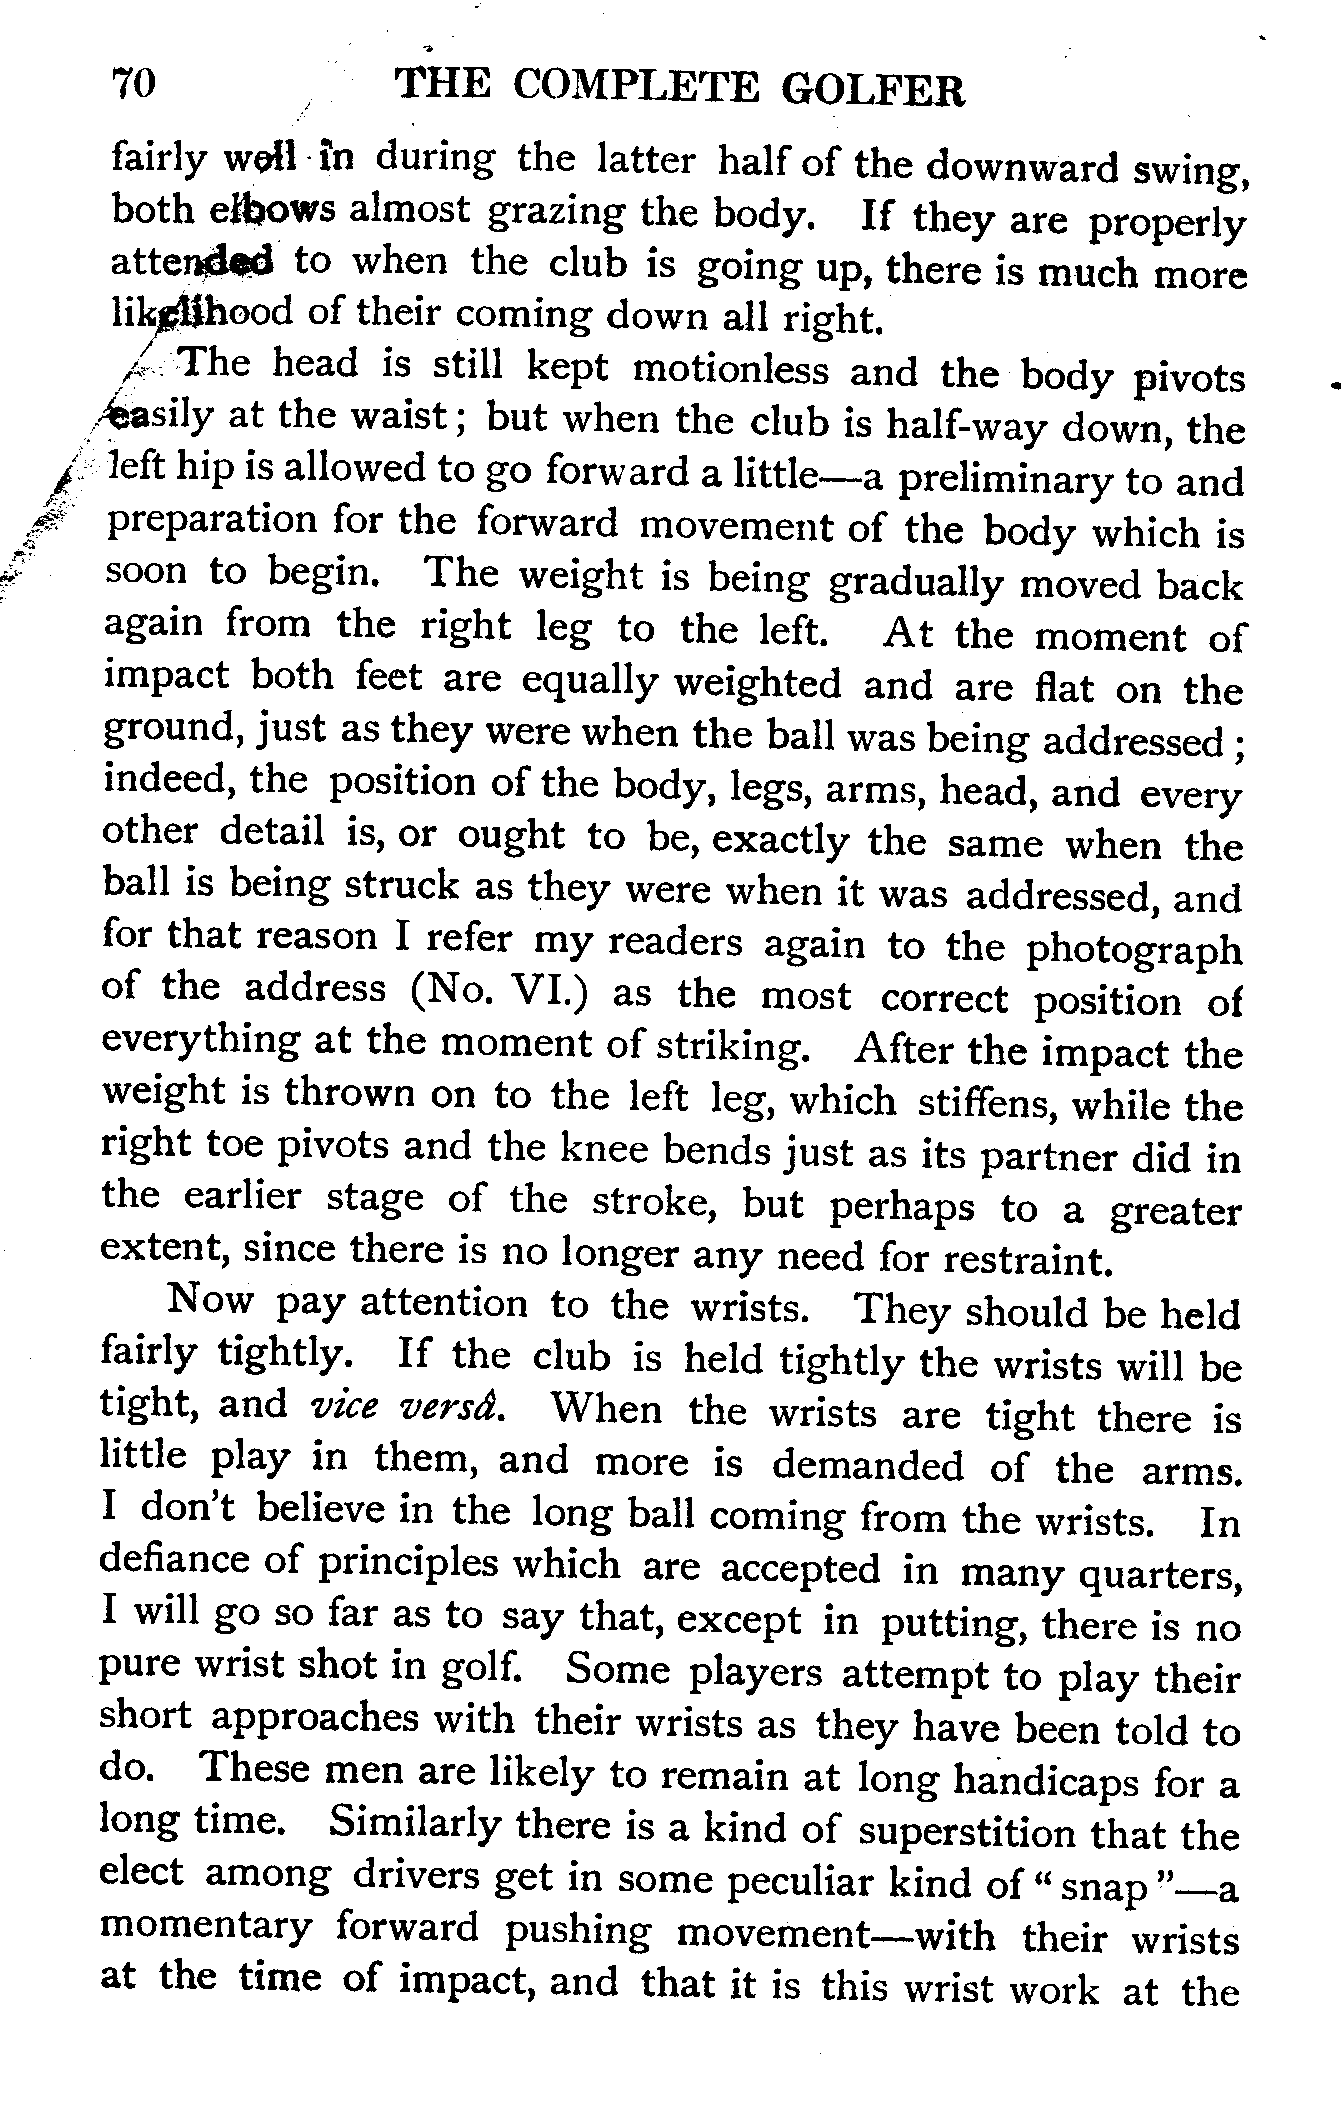 70 THE COMPLETE GOLFER
fairly well in during the latter half of the downward swing,
both elbows almost grazing the body. If they are properly
attended to when the club is going up, there is much more
likelihood of their coming down all right.
The head is still kept motionless and the body pivots
easily at the waist; but when the club is half-way down, the
left hip is allowed to go forward a little—a preliminary to and
preparation for the forward movement of the body which is
soon to begin. The weight is being gradually moved back
again from the right leg to the left. At the moment of
impact both feet are equally weighted and are flat on the
ground, just as they were when the ball was being addressed;
indeed, the position of the body, legs, arms, head, and every
other detail is, or ought to be, exactly the same when the
ball is being struck as they were when it was addressed, and
for that reason I refer my readers again to the photograph
of the address (No. VI.) as the most correct position of
everything at the moment of striking. After the impact the
weight is thrown on to the left leg, which stiffens, while the
right toe pivots and the knee bends just as its partner did in
the earlier stage of the stroke, but perhaps to a greater
extent, since there is no longer any need for restraint.
Now pay attention to the wrists. They should be held
fairly tightly. If the club is held tightly the wrists will be
tight, and vice versâ. When the wrists are tight there is
little play in them, and more is demanded of the arms.
I don't believe in the long ball coming from the wrists. In
defiance of principles which are accepted in many quarters,
I will go so far as to say that, except in putting, there is no
pure wrist shot in golf. Some players attempt to play their
short approaches with their wrists as they have been told to
do. These men are likely to remain at long handicaps for a
long time. Similarly there is a kind of superstition that the
elect among drivers get in some peculiar kind of "snap"—a
momentary forward pushing movement—with their wrists
at the time of impact, and that it is this wrist work at the